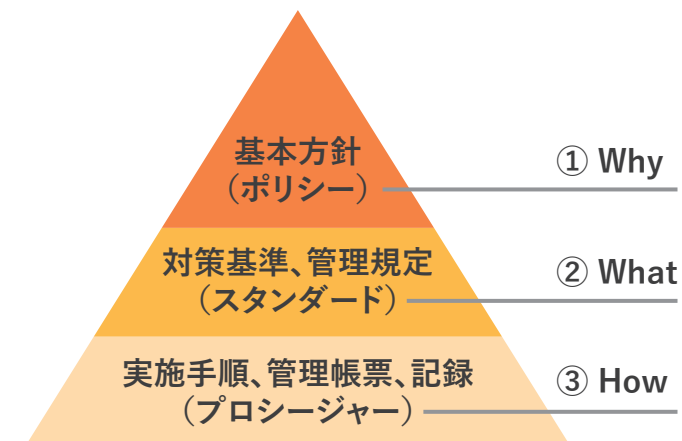 基本方針
（ポリシー）
① Why
対策基準、管理規定
（スタンダード）
② What
実施手順、管理帳票、記録
（プロシージャー）
③ How